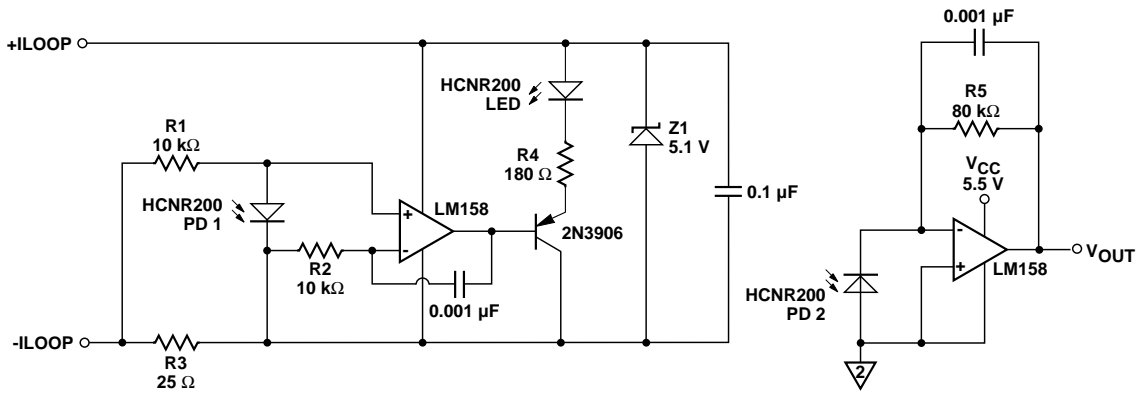 0.001 µF
+ILOOP
HCNR200
LED
R5
80 kΩ
R1
10 kΩ
Z1
5.1 V
R4
180 Ω
VCC
5.5 V
0.1 µF
HCNR200
PD 1
LM158
+
-
2N3906
-
+
VOUT
LM158
R2
10 kΩ
0.001 µF
HCNR200
PD 2
-ILOOP
R3
25 Ω
2